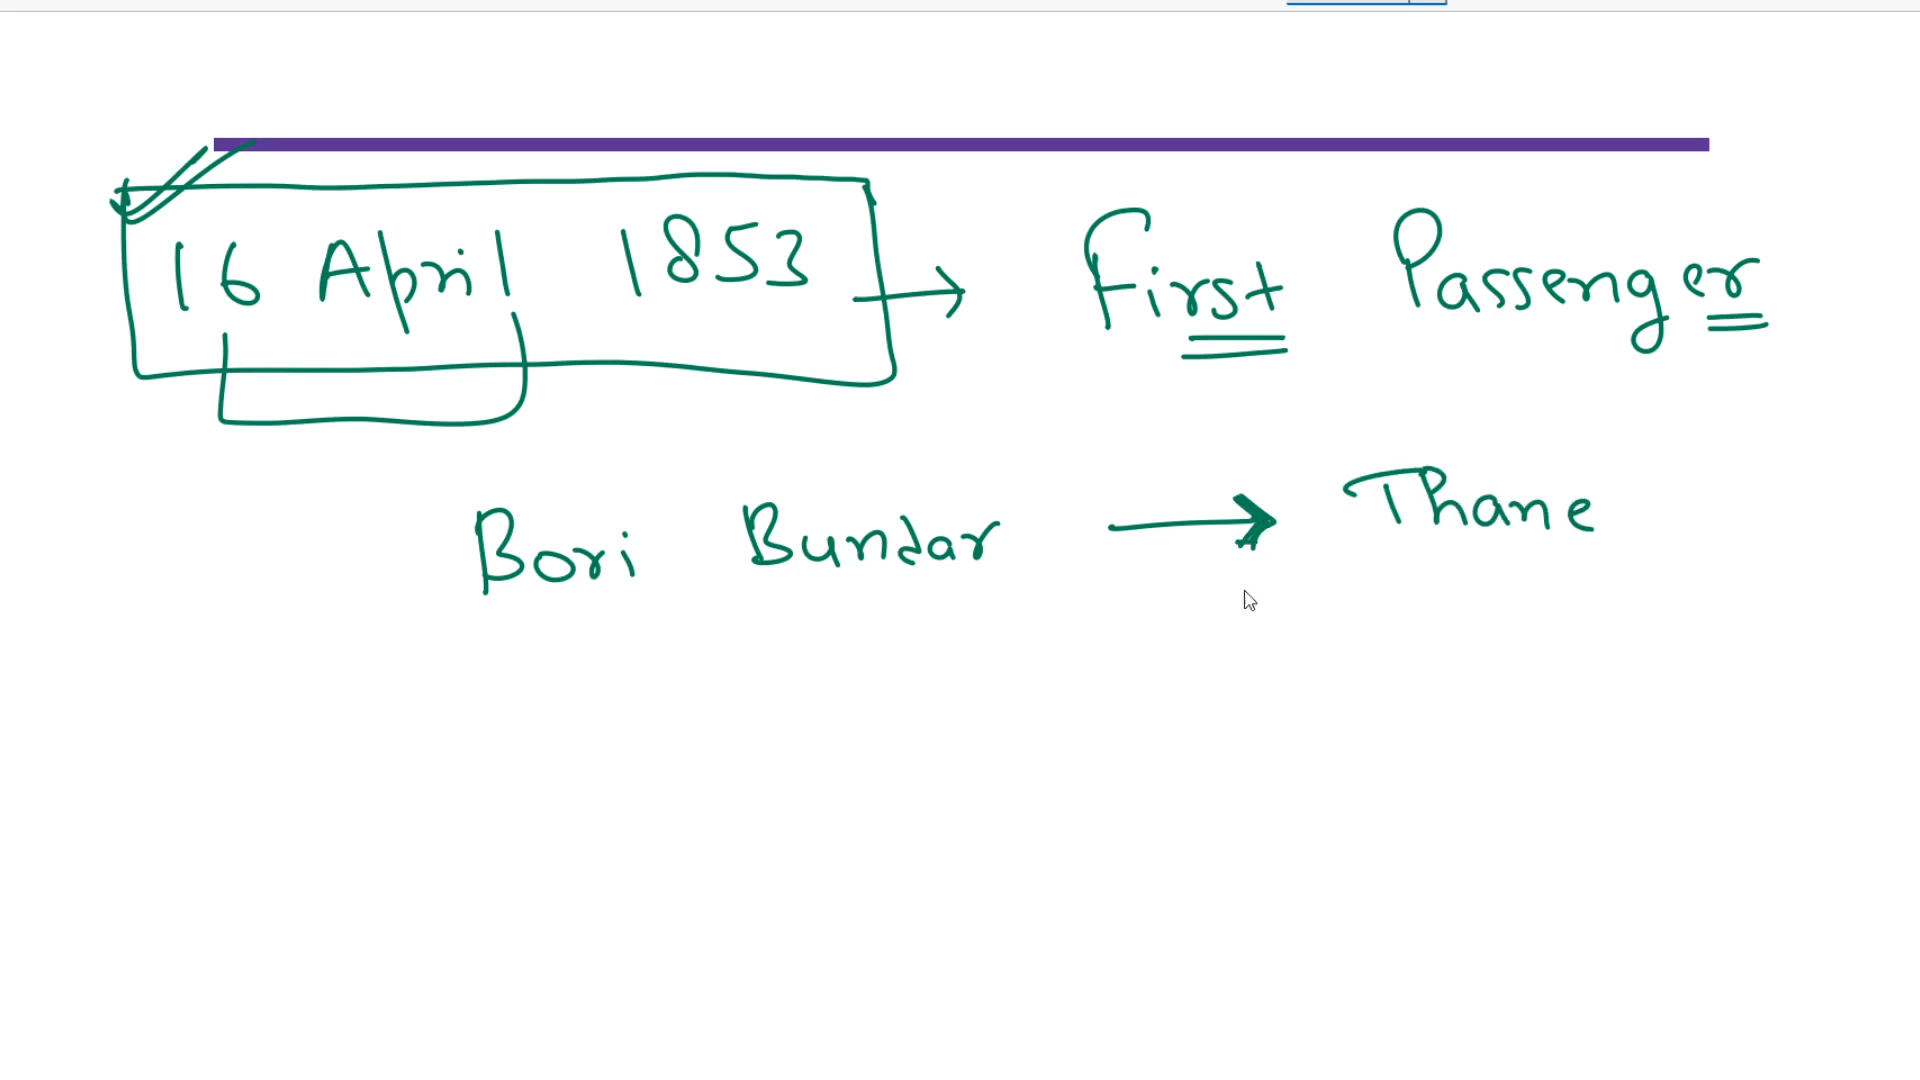 16 April 1853 → First Passenger
Bori Bundar → Thane